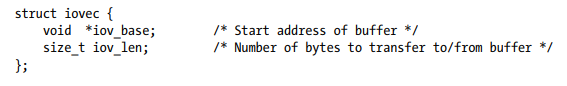 struct iovec {
    void  *iov_base;        /* Start address of buffer */
    size_t iov_len;         /* Number of bytes to transfer to/from buffer */
};